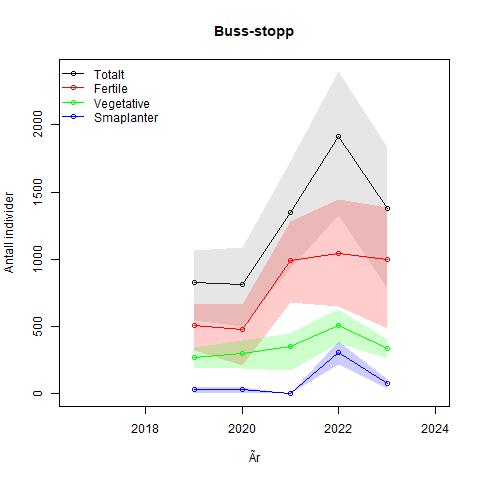 Buss-stopp
Totalt
Fertile
Vegetative
Smaplanter
Antall individer
2000
1500
1000
500
0
2018 2020 2022 2024
Ãr